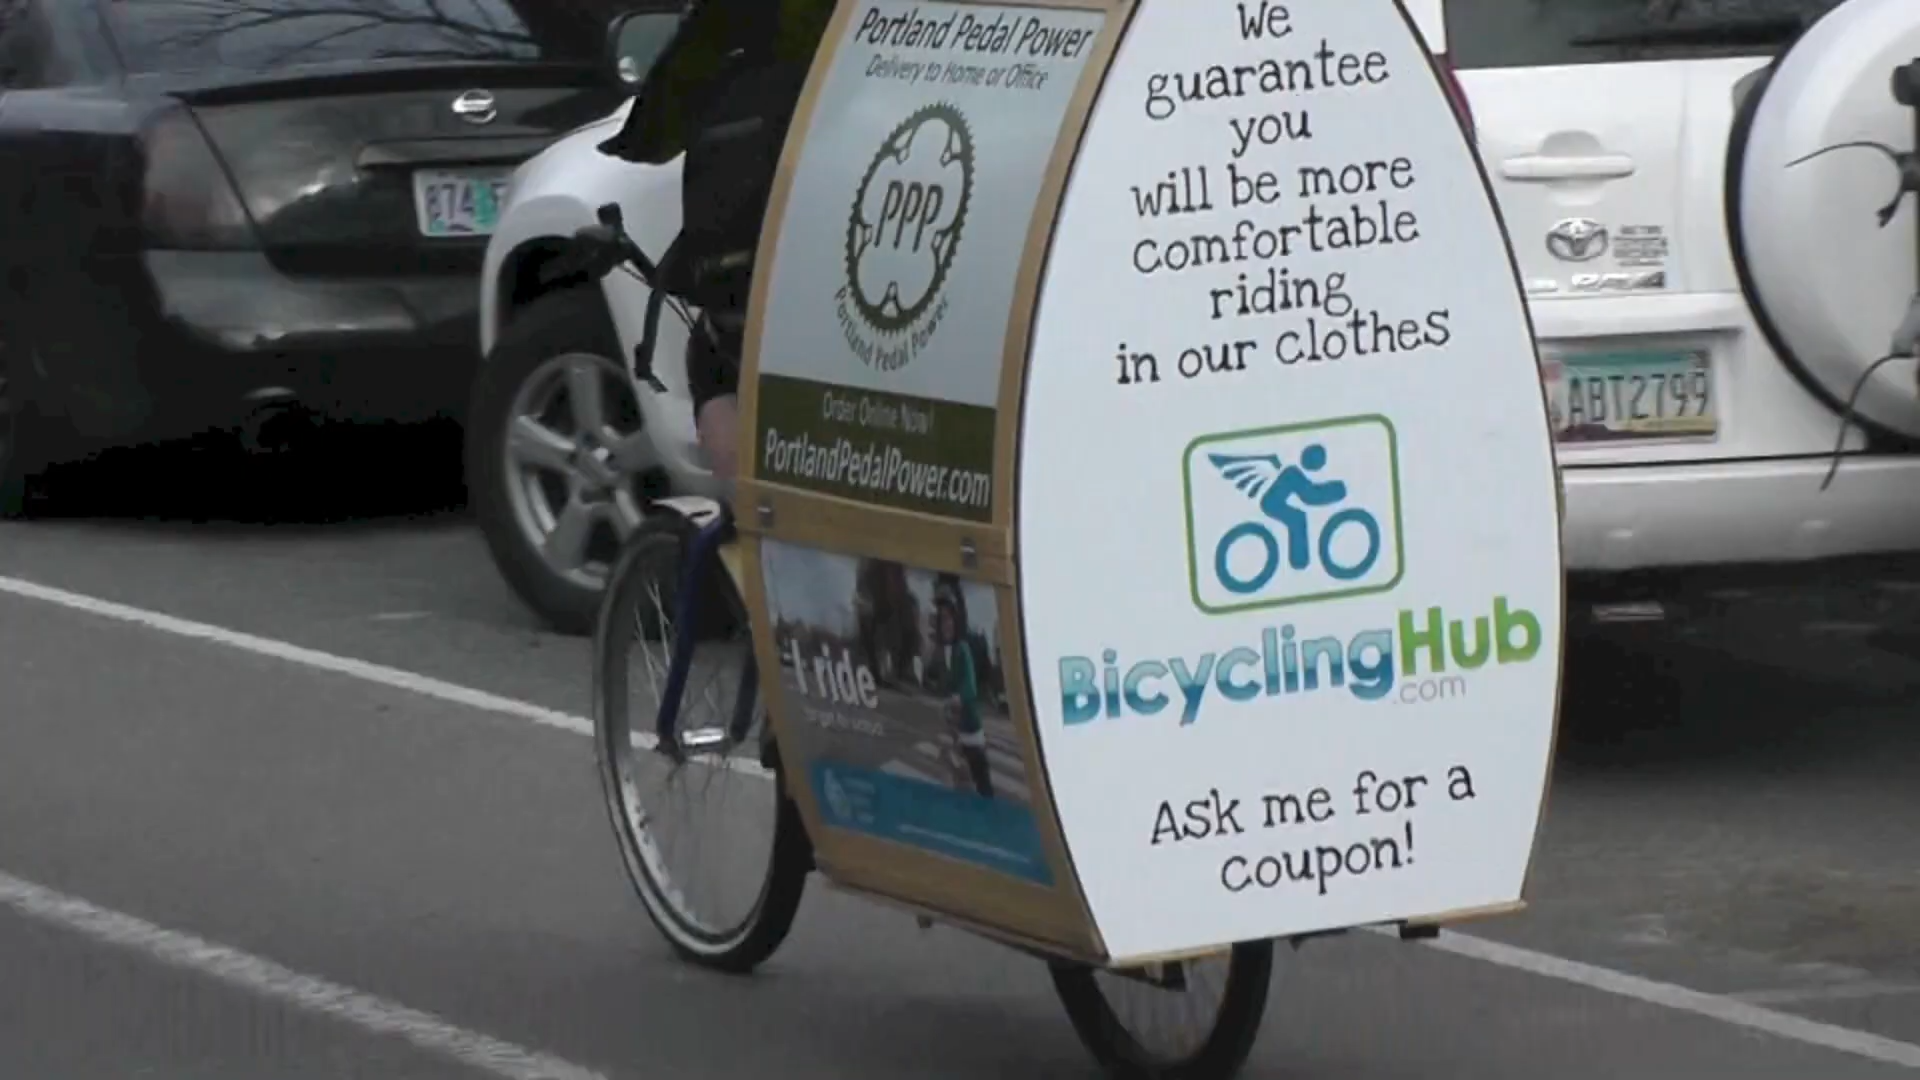 Portland Pedal Power
Delivery to Home or Office
PPP
Portland Pedal Power
Order Online Now!
PortlandPedalPower.com
I ride
We
guarantee
you
will be more
comfortable
riding
in our clothes
BicyclingHub
.com
Ask me for a
coupon!
874
ABT2799